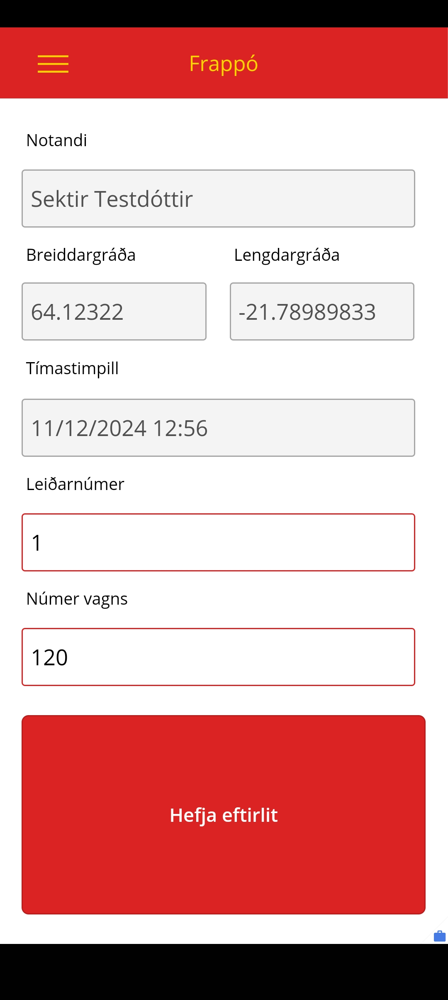 Frappó
Notandi
Sektir Testdóttir
Breiddargráða Lengdargráða
64.12322 -21.78989833
Tímastimpill
11/12/2024 12:56
Leiðarnúmer
1
Númer vagns
120
Hefja eftirlit